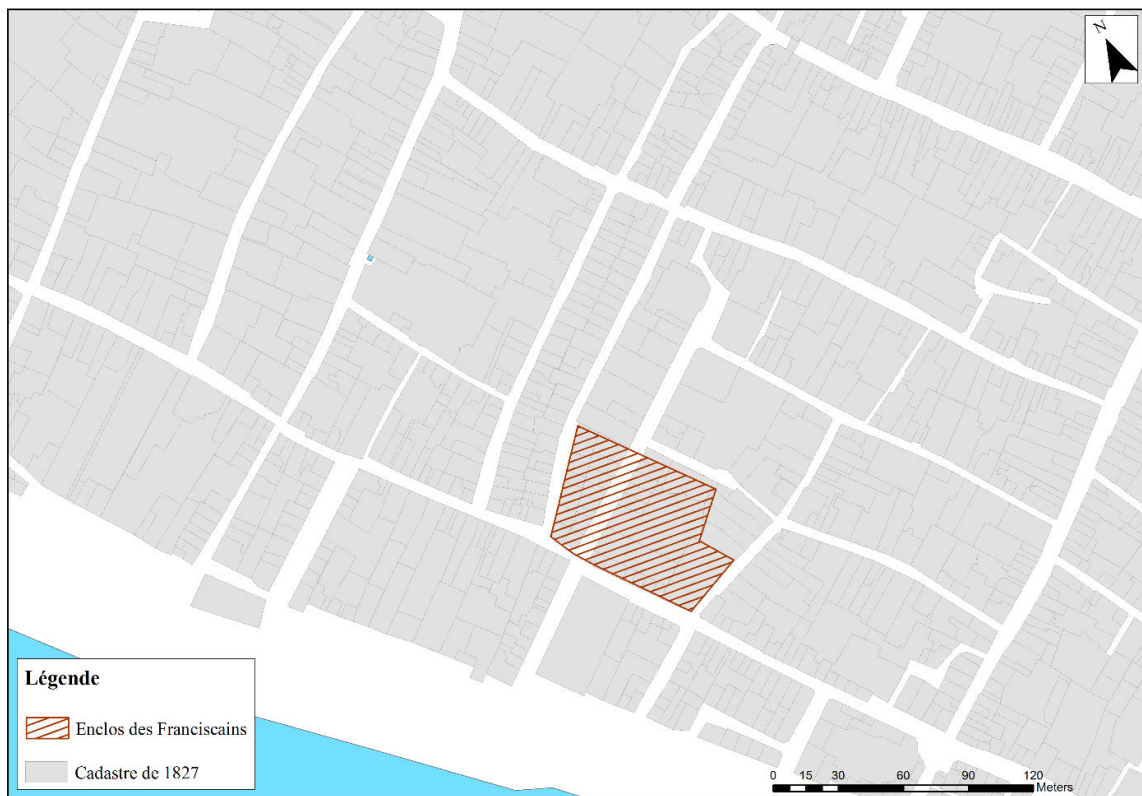 N
Légende
Enclos des Franciscains
Cadastre de 1827
0 15 30 60 90 120
Meters